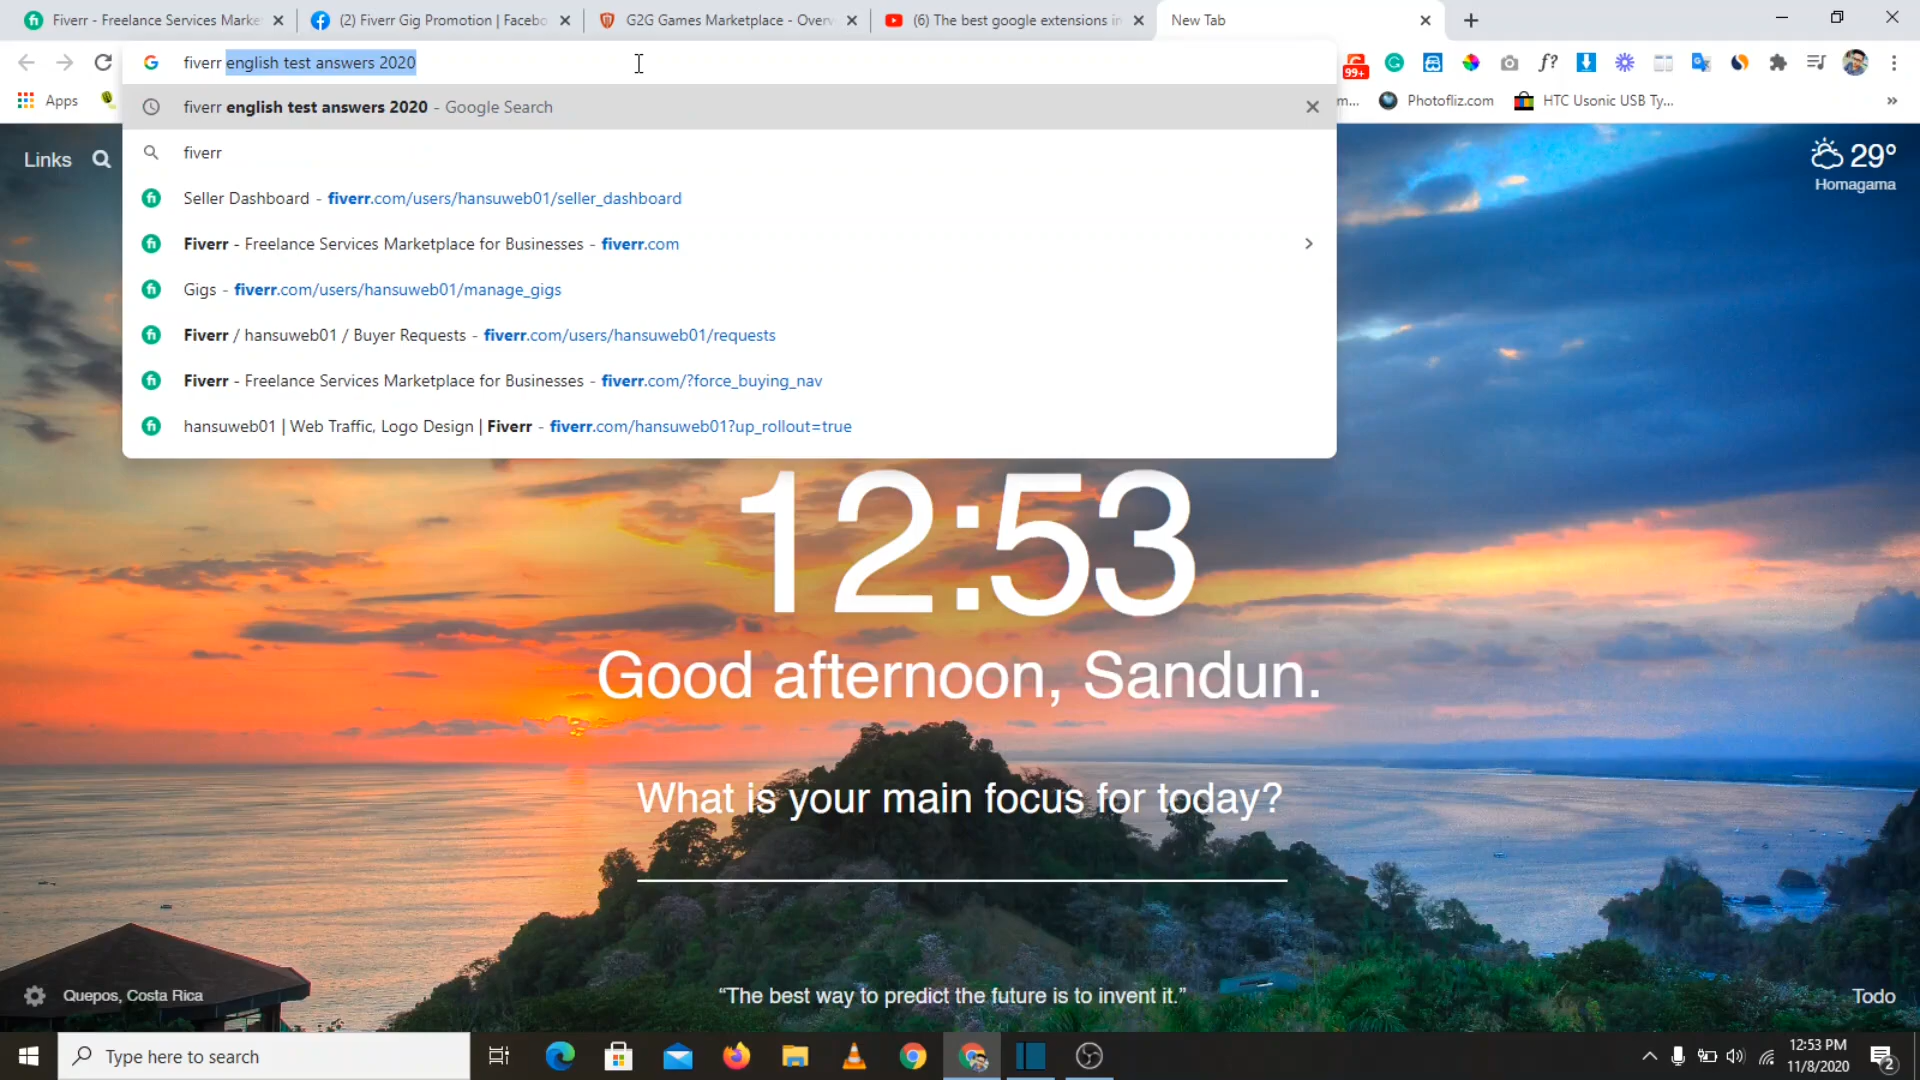 Fiverr - Freelance Services Marke
(2) Fiverr Gig Promotion | Facebo
G2G Games Marketplace - Overv
(6) The best google extensions in
New Tab
fiverr english test answers 2020
99+
f?
Apps
m...
Photofliz.com
HTC Usonic USB Ty...
»
fiverr english test answers 2020 - Google Search
fiverr
Seller Dashboard - fiverr.com/users/hansuweb01/seller_dashboard
Fiverr - Freelance Services Marketplace for Businesses - fiverr.com
Gigs - fiverr.com/users/hansuweb01/manage_gigs
Fiverr / hansuweb01 / Buyer Requests - fiverr.com/users/hansuweb01/requests
Fiverr - Freelance Services Marketplace for Businesses - fiverr.com/?force_buying_nav
hansuweb01 | Web Traffic, Logo Design | Fiverr - fiverr.com/hansuweb01?up_rollout=true
Links
29°
Homagama
12:53
Good afternoon, Sandun.
What is your main focus for today?
Quepos, Costa Rica
“The best way to predict the future is to invent it.”
Todo
Type here to search
12:53 PM
11/8/2020
2